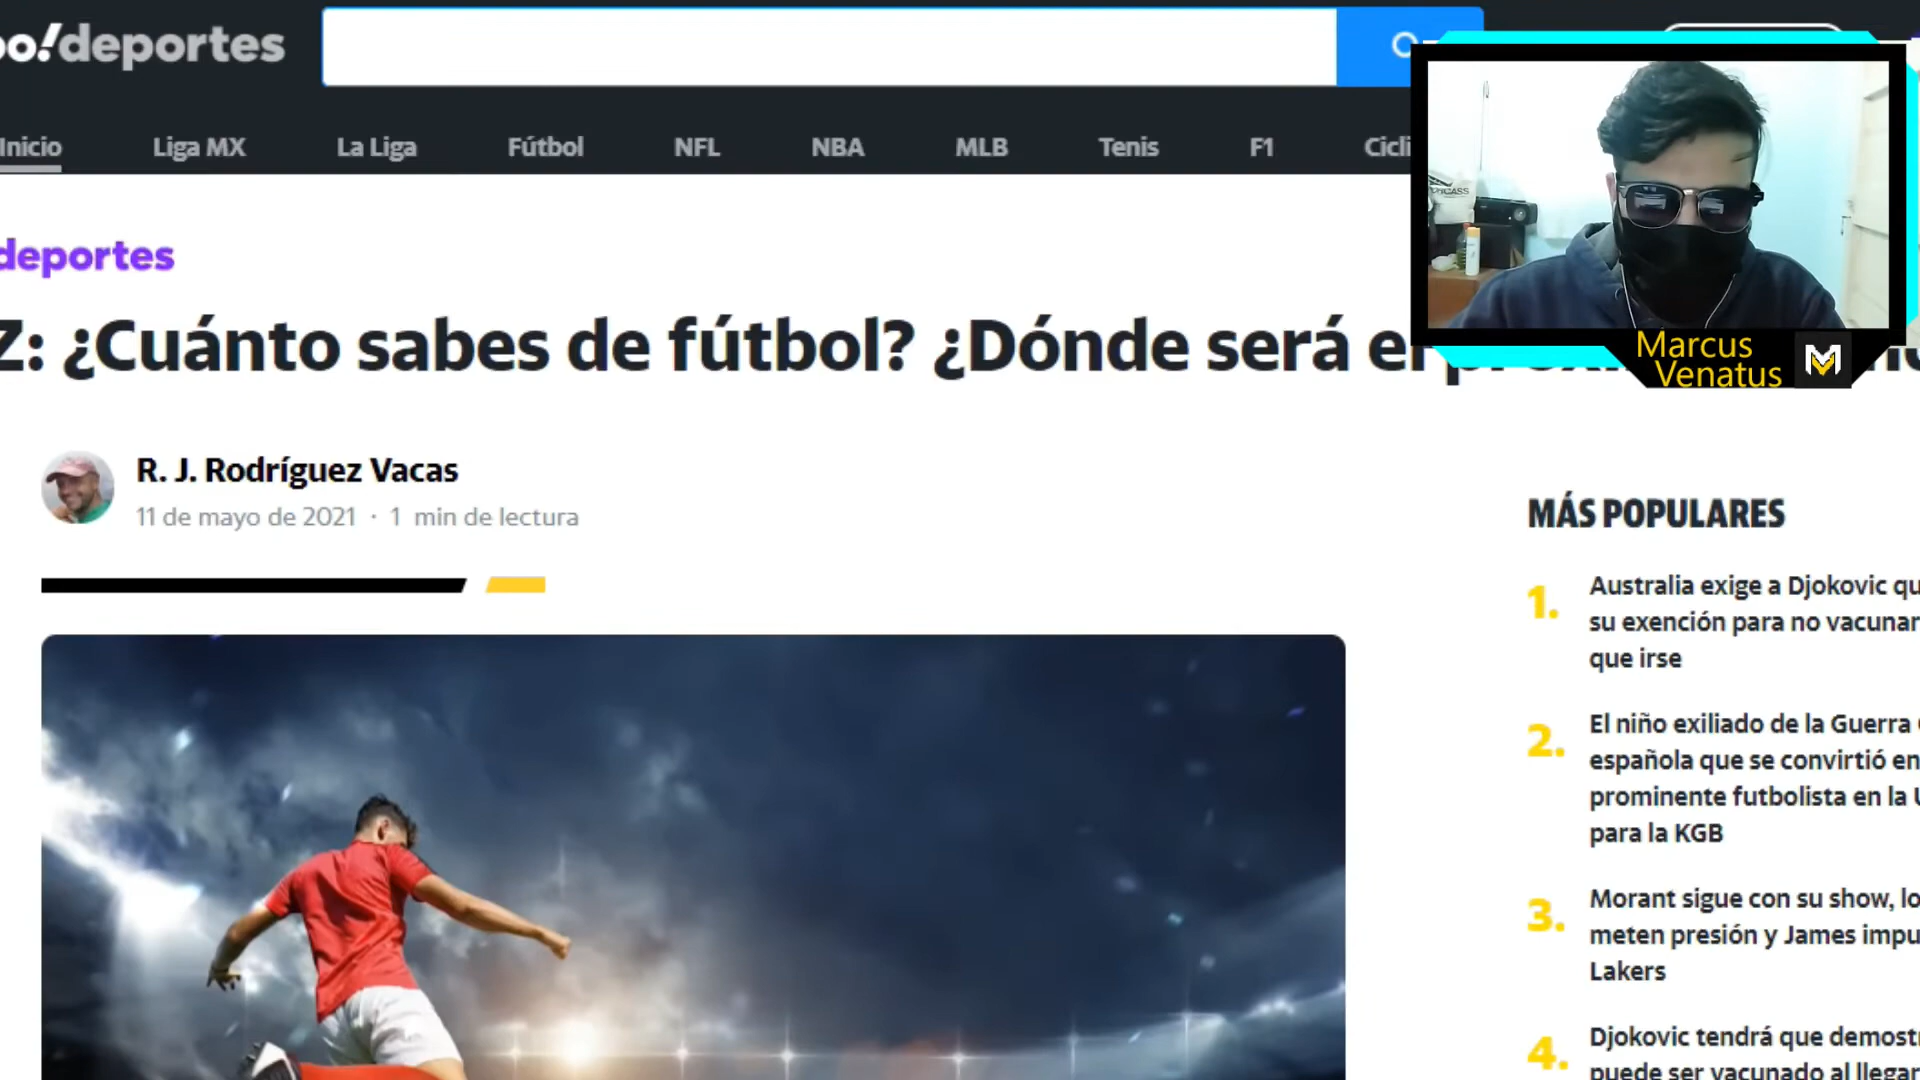 oo!deportes
Inicio Liga MX La Liga Fútbol NFL NBA MLB Tenis F1 Cicli
deportes
Z: ¿Cuánto sabes de fútbol? ¿Dónde será el
Marcus
Venatus
R. J. Rodríguez Vacas
11 de mayo de 2021 · 1 min de lectura
MÁS POPULARES
1. Australia exige a Djokovic qu
su exención para no vacunar
que irse
2. El niño exiliado de la Guerra
española que se convirtió en
prominente futbolista en la U
para la KGB
3. Morant sigue con su show, lo
meten presión y James impu
Lakers
4. Djokovic tendrá que demost
puede ser vacunado al llegar